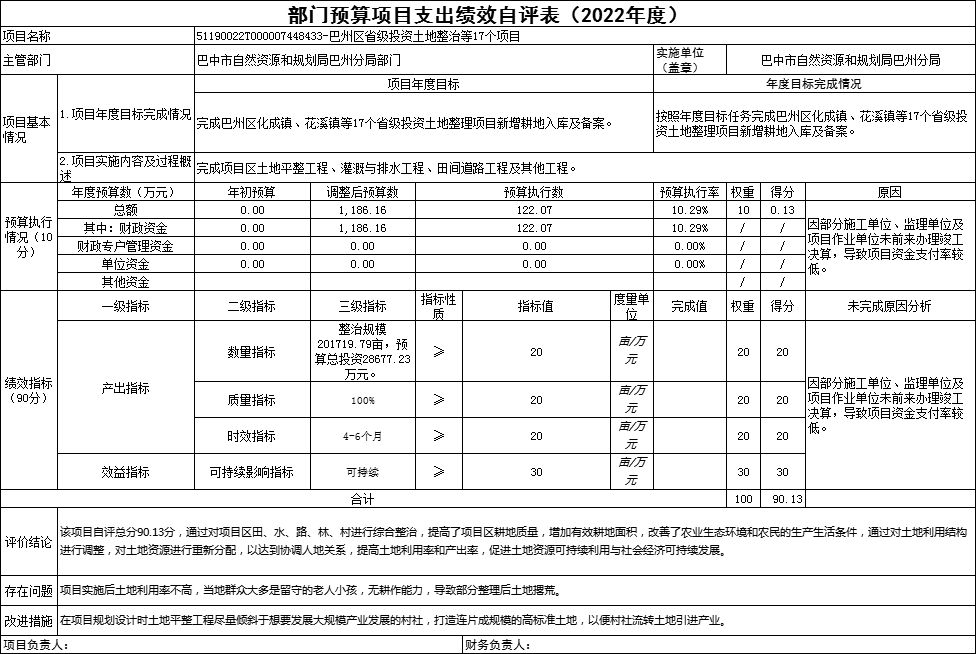 部门预算项目支出绩效自评表（2022年度）
项目名称 51190022T000007448433-巴州区省级投资土地整治等17个项目
主管部门 巴中市自然资源和规划局巴州分局部门 实施单位（盖章） 巴中市自然资源和规划局巴州分局
项目基本情况
1.项目年度目标完成情况 项目年度目标 年度目标完成情况
完成巴州区化成镇、花溪镇等17个省级投资土地整理项目新增耕地入库及备案。
按照年度目标任务完成巴州区化成镇、花溪镇等17个省级投资土地整理项目新增耕地入库及备案。
2.项目实施内容及过程概述 完成项目区土地平整工程、灌溉与排水工程、田间道路工程及其他工程。
预算执行情况（10分）
年度预算数（万元） 年初预算 调整后预算数 预算执行数 预算执行率 权重 得分 原因
总额 0.00 1,186.16 122.07 10.29% 10 0.13
其中：财政资金 0.00 1,186.16 122.07 10.29% / /
财政专户管理资金 0.00 0.00 0.00 0.00% / /
单位资金 0.00 0.00 0.00 0.00% / /
其他资金 / /
因部分施工单位、监理单位及项目作业单位未前来办理竣工决算，导致项目资金支付率较低。
绩效指标（90分）
一级指标 二级指标 三级指标 指标性质 指标值 度量单位 完成值 权重 得分 未完成原因分析
产出指标
数量指标 整治规模201719.79亩，预算总投资28677.23万元。 ≥ 20 亩/万元 20 20
质量指标 100% ≥ 20 亩/万元 20 20
时效指标 4-6个月 ≥ 20 亩/万元 20 20
效益指标 可持续影响指标 可持续 ≥ 30 亩/万元 30 30
因部分施工单位、监理单位及项目作业单位未前来办理竣工决算，导致项目资金支付率较低。
合计 100 90.13
评价结论
该项目自评总分90.13分，通过对项目区田、水、路、林、村进行综合整治，提高了项目区耕地质量，增加有效耕地面积，改善了农业生态环境和农民的生产生活条件，通过对土地利用结构
进行调整，对土地资源进行重新分配，以达到协调人地关系，提高土地利用率和产出率，促进土地资源可持续利用与社会经济可持续发展。
存在问题 项目实施后土地利用率不高，当地群众大多是留守的老人小孩，无耕作能力，导致部分整理后土地撂荒。
改进措施 在项目规划设计时土地平整工程尽量倾斜于想要发展大规模产业发展的村社，打造连片成规模的高标准土地，以便村社流转土地引进产业。
项目负责人： 财务负责人：